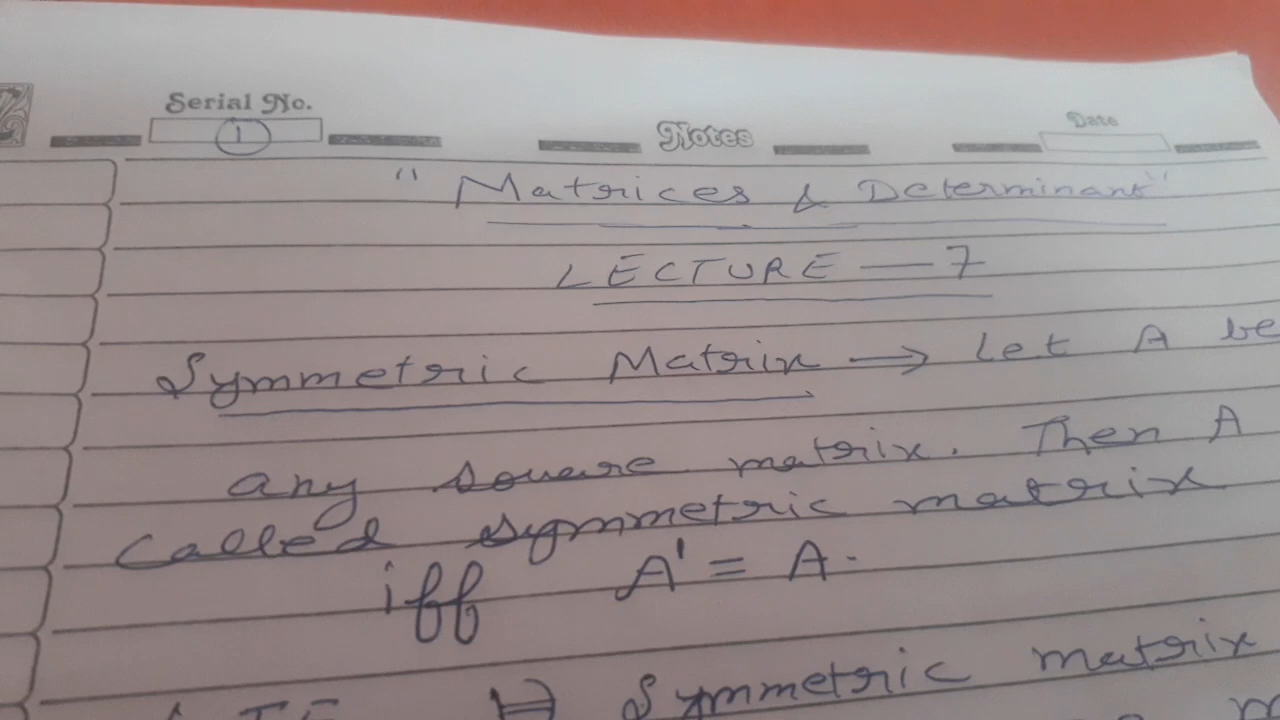 Serial No.
1
Notes
Date
" Matrices & Determinant"
LECTURE — 7
Symmetric Matrix → Let A be
any square matrix. Then A
called symmetric matrix
iff A' = A.
Symmetric matrix